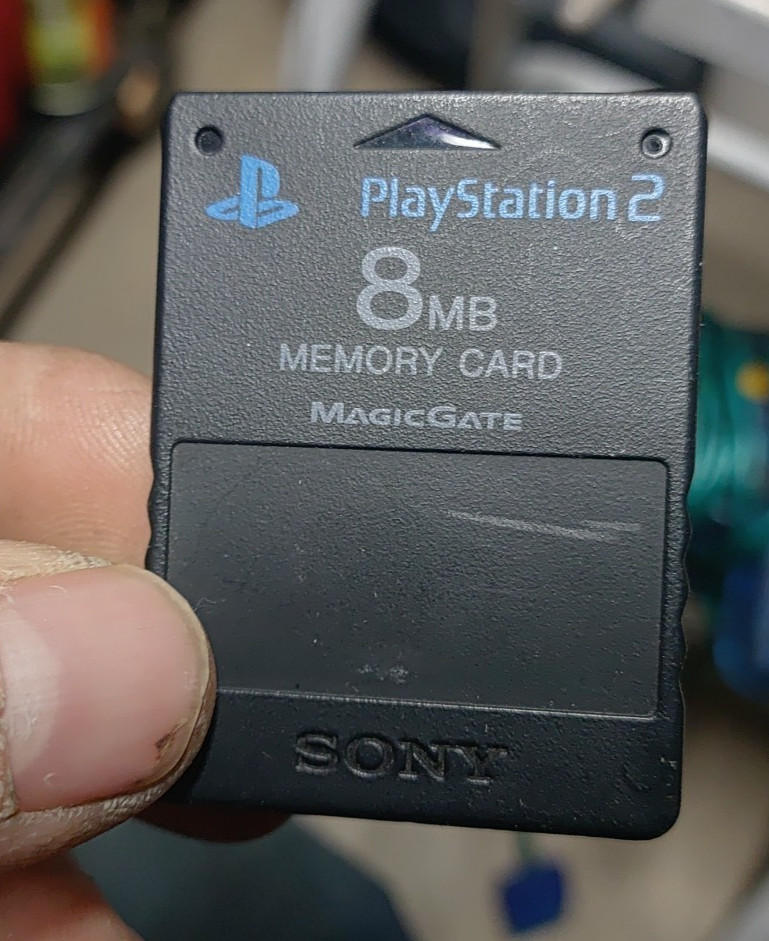 PlayStation 2
8MB
MEMORY CARD
MAGICGATE
SONY